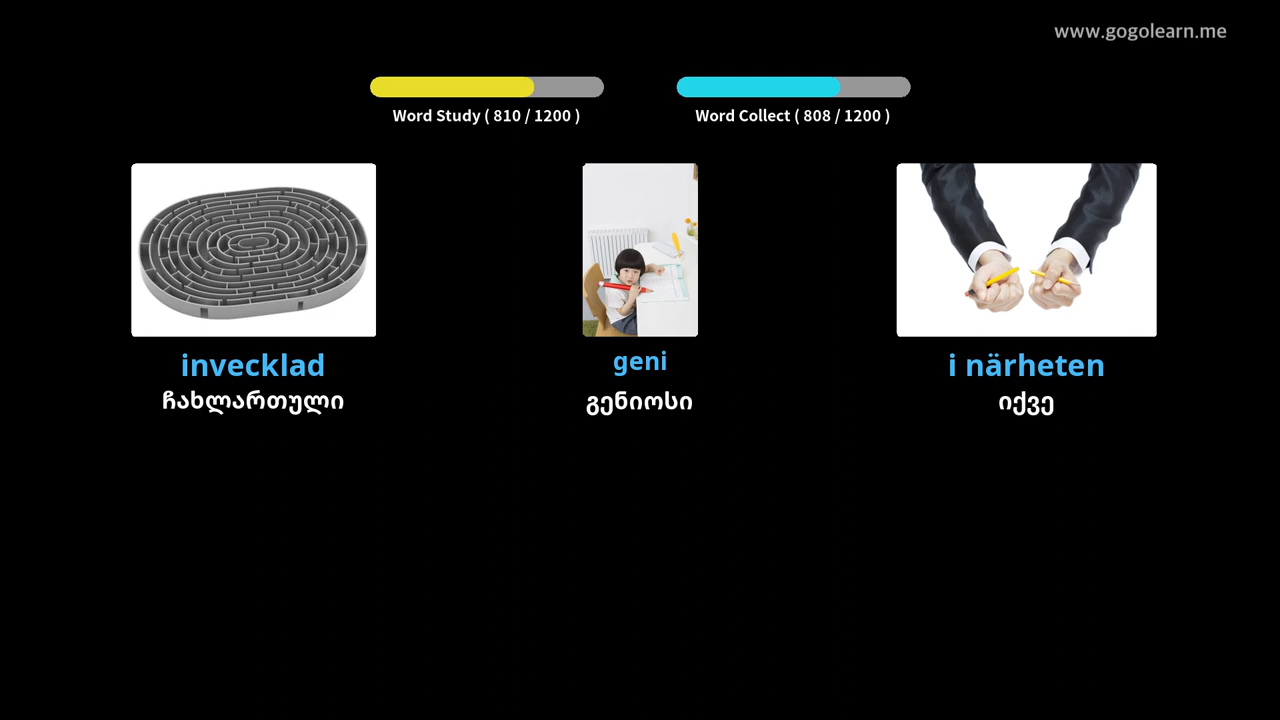 www.gogolearn.me
Word Study ( 810 / 1200 )
Word Collect ( 808 / 1200 )
invecklad
ჩახლართული
geni
გენიოსი
i närheten
იქვე